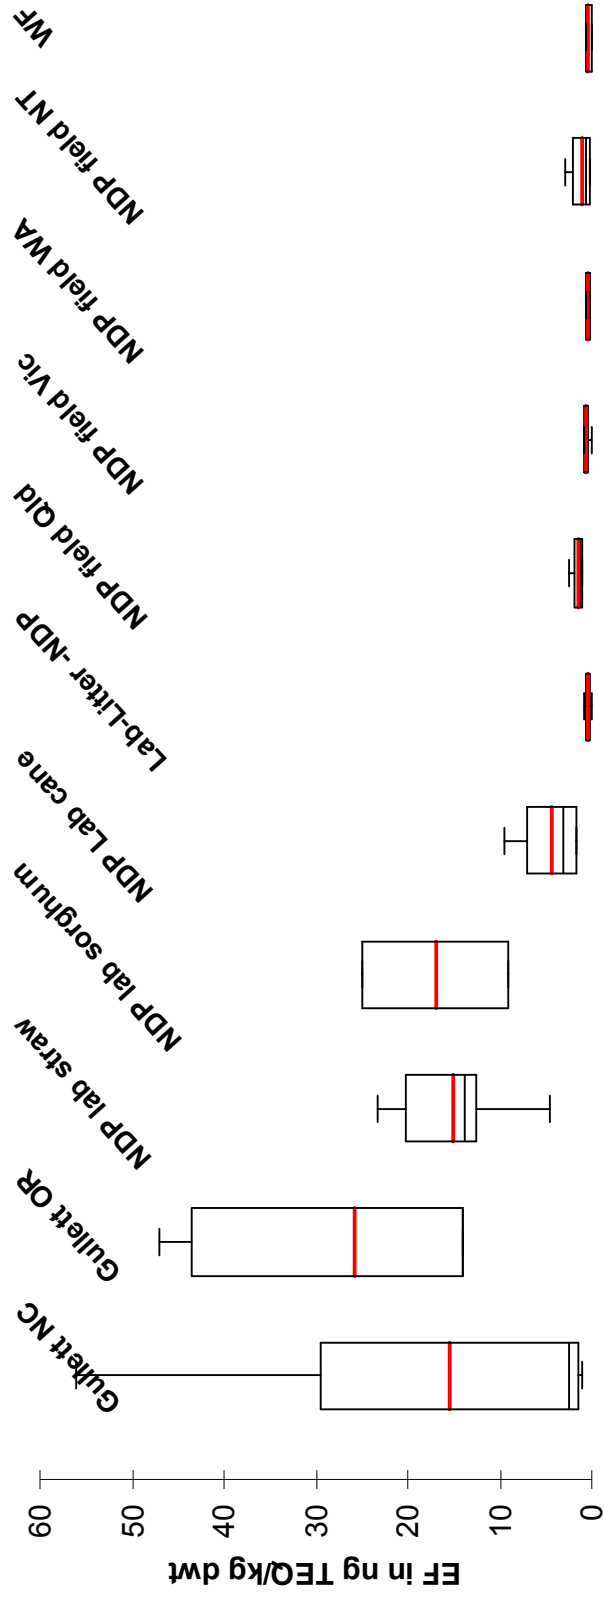 EF in ng TEQ/kg dwt
60
50
40
30
20
10
0
Gullett NC
Gullett OR
NDP lab straw
NDP lab sorghum
NDP Lab cane
Lab-Litter -NDP
NDP field Qld
NDP field Vic
NDP field WA
NDP field NT
WF